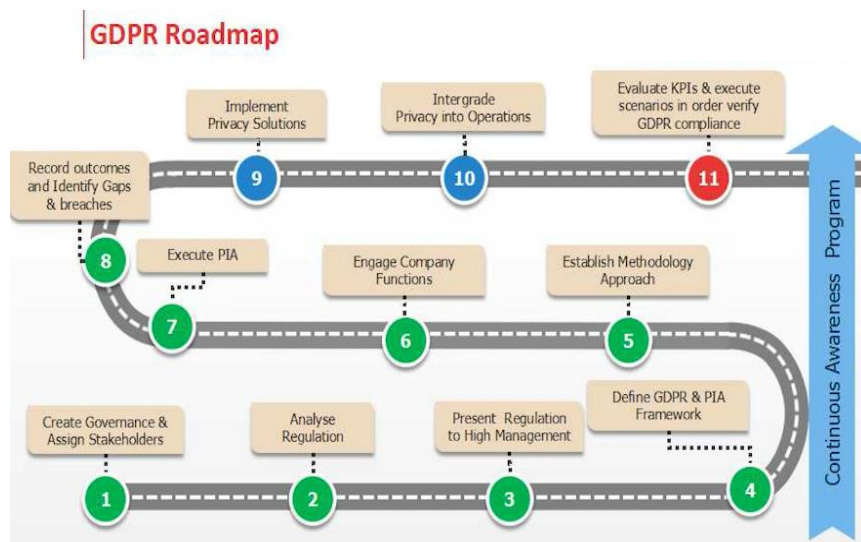 GDPR Roadmap
Create Governance &
Assign Stakeholders
1
Analyse
Regulation
2
Present Regulation
to High Management
3
Define GDPR & PIA
Framework
4
Establish Methodology
Approach
5
Engage Company
Functions
6
Execute PIA
7
Record outcomes
and Identify Gaps
& breaches
8
Implement
Privacy Solutions
9
Intergrade
Privacy into Operations
10
Evaluate KPIs & execute
scenarios in order verify
GDPR compliance
11
Continuous Awareness Program